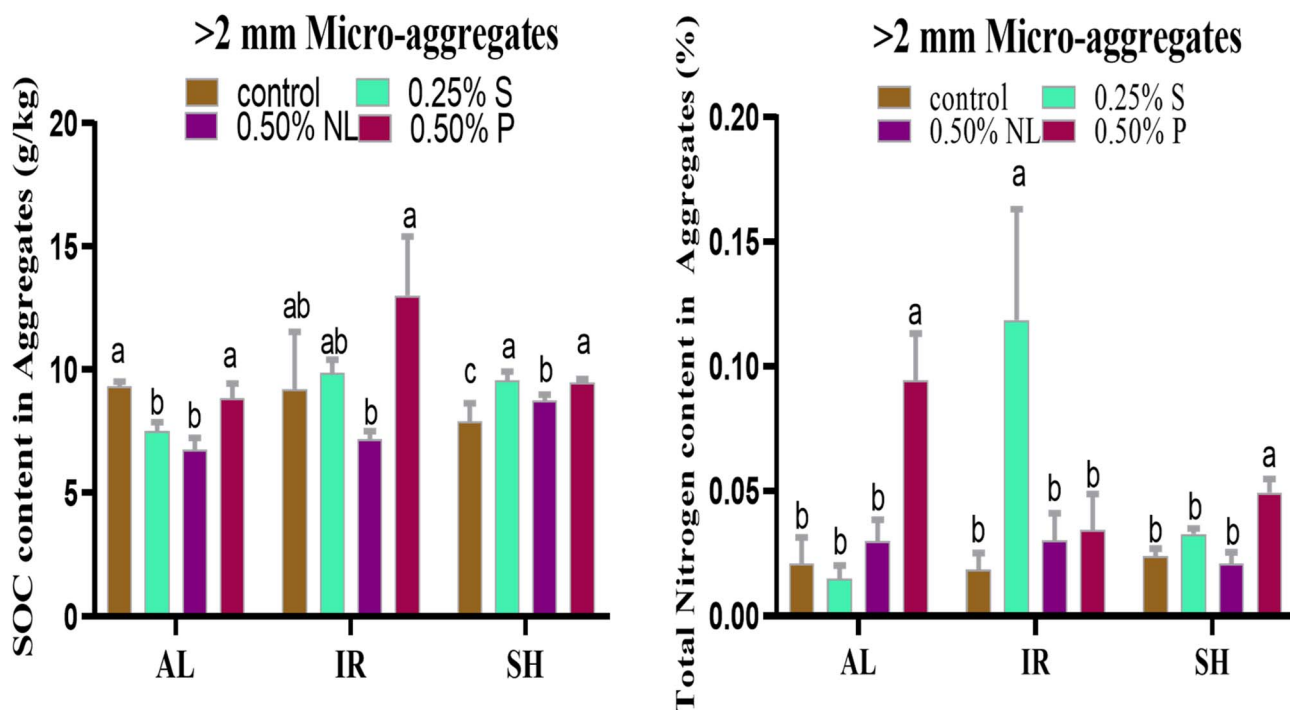 >2 mm Micro-aggregates
control 0.25% S
0.50% NL 0.50% P
SOC content in Aggregates (g/kg)
20
15
10
5
0
a
b
b
a
ab
ab
b
a
c
a
b
a
AL IR SH
>2 mm Micro-aggregates
control 0.25% S
0.50% NL 0.50% P
Total Nitrogen content in Aggregates (%)
0.20
0.15
0.10
0.05
0.00
b
b
b
a
b
a
b
b
b
b
b
a
AL IR SH